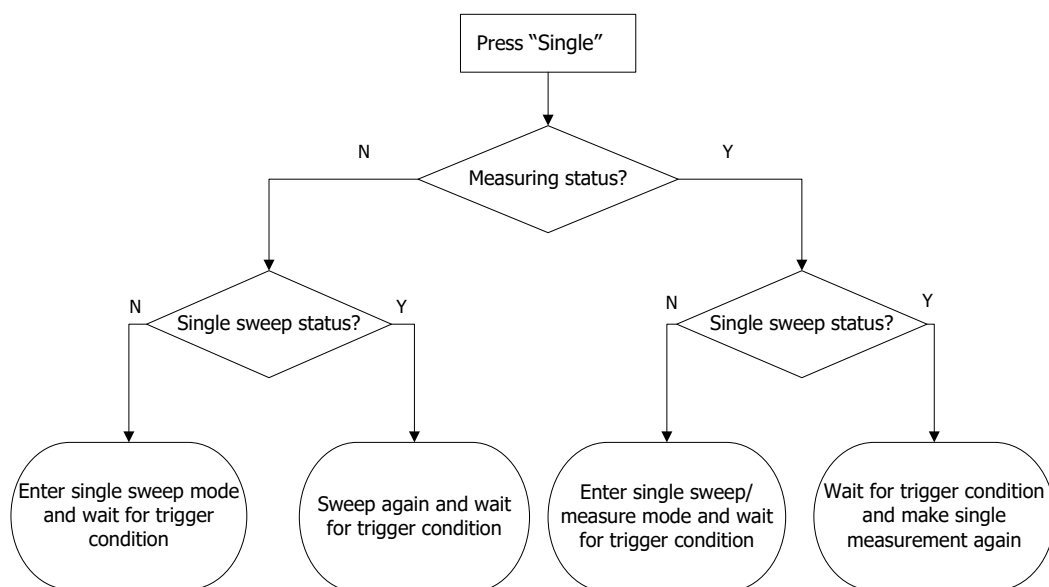 Press “Single”
N
Y
Measuring status?
N
Y
N
Y
Single sweep status?
Single sweep status?
Enter single sweep mode
and wait for trigger
condition
Sweep again and wait
for trigger condition
Enter single sweep/
measure mode and wait
for trigger condition
Wait for trigger condition
and make single
measurement again